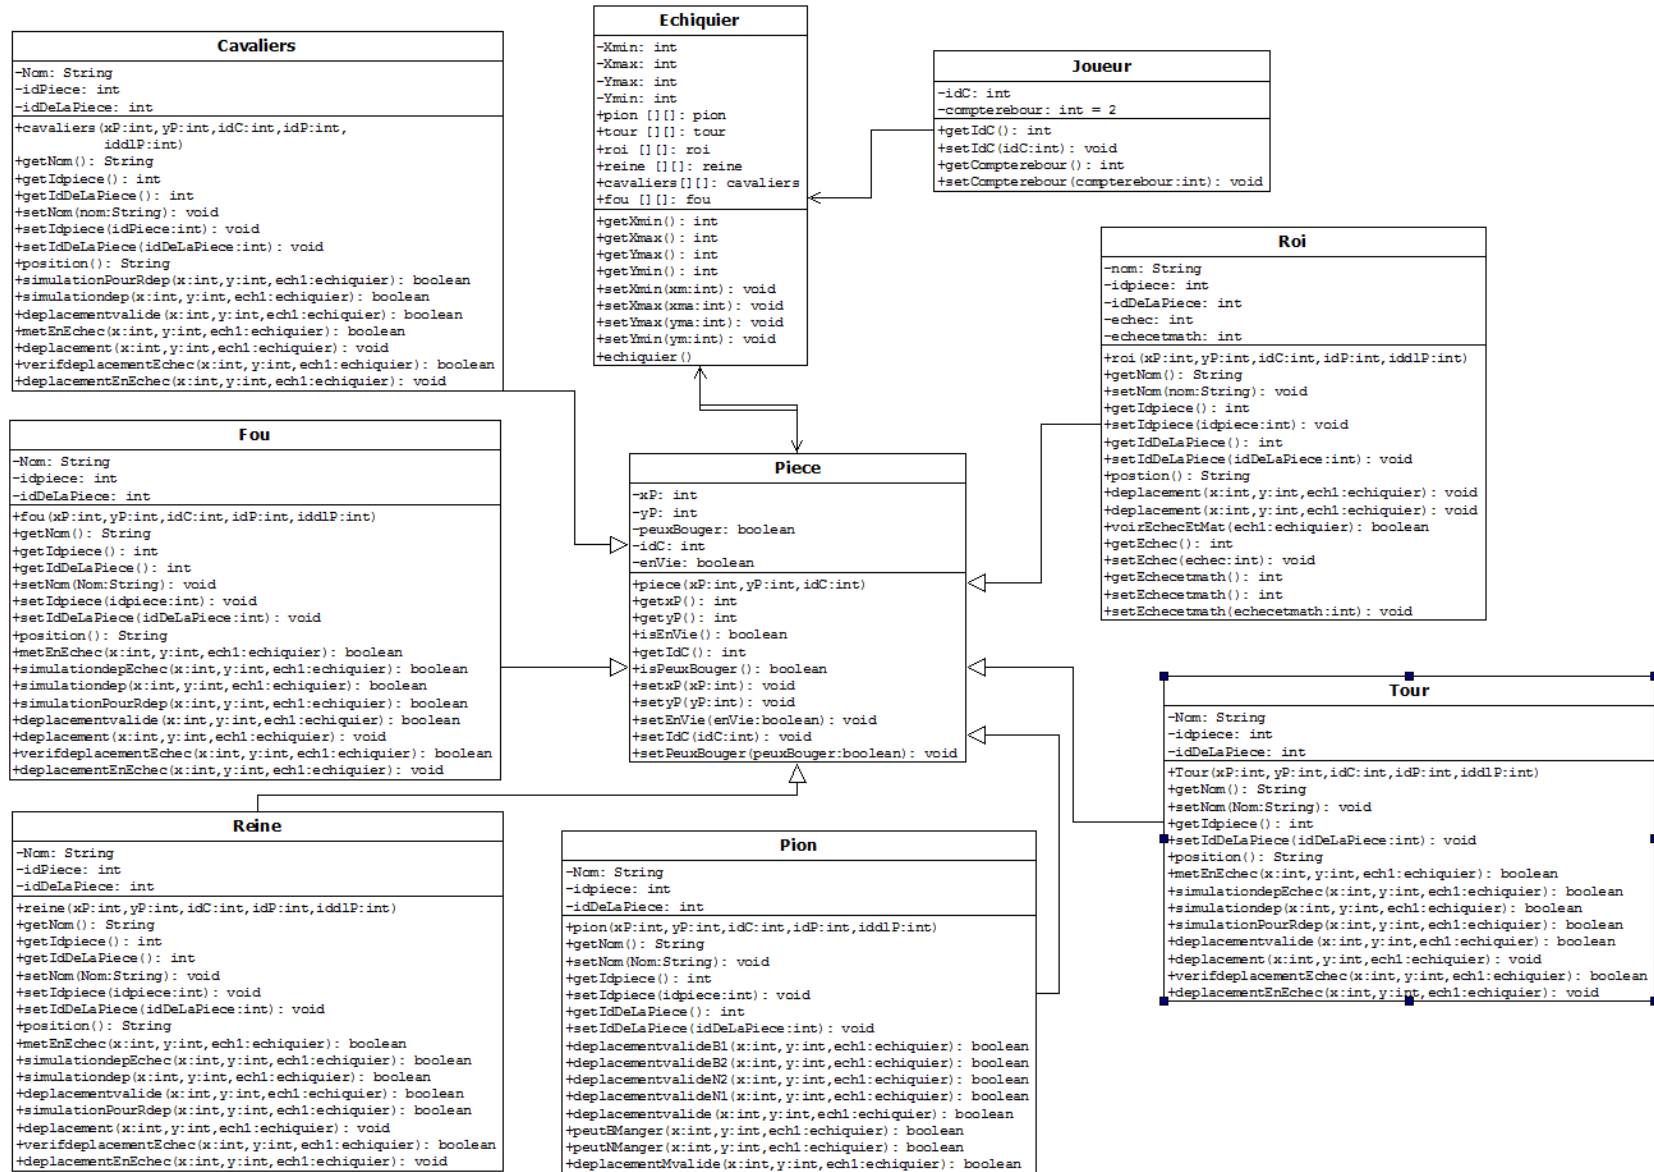 Cavaliers
-Nom: String
-idPiece: int
-idDeLaPiece: int
+cavaliers(xP:int,yP:int,idC:int,idP:int,
iddlP:int)
+getNom(): String
+getIdpiece(): int
+getIdDeLaPiece(): int
+setNom(nom:String): void
+setIdpiece(idPiece:int): void
+setIdDeLaPiece(idDeLaPiece:int): void
+position(): String
+simulationPourRdep(x:int,y:int,ech1:echiquier): boolean
+simulationdep(x:int,y:int,ech1:echiquier): boolean
+deplacementvalide(x:int,y:int,ech1:echiquier): boolean
+metEnEchec(x:int,y:int,ech1:echiquier): boolean
+deplacement(x:int,y:int,ech1:echiquier): void
+verifdeplacementEchec(x:int,y:int,ech1:echiquier): boolean
+deplacementEnEchec(x:int,y:int,ech1:echiquier): void
Echiquier
-Xmin: int
-Xmax: int
-Ymax: int
-Ymin: int
+pion [][]: pion
+tour [][]: tour
+roi [][]: roi
+reine [][]: reine
+cavaliers[][]: cavaliers
+fou [][]: fou
+getXmin(): int
+getXmax(): int
+getYmax(): int
+getYmin(): int
+setXmin(xm:int): void
+setXmax(xma:int): void
+setYmax(yma:int): void
+setYmin(ym:int): void
+echiquier()
Joueur
-idC: int
-compterebour: int = 2
+getIdC(): int
+setIdC(idC:int): void
+getCompterebour(): int
+setCompterebour(compterebour:int): void
Roi
-nom: String
-idpiece: int
-idDeLaPiece: int
-echec: int
-echecetmath: int
+roi(xP:int,yP:int,idC:int,idP:int,iddlP:int)
+getNom(): String
+setNom(nom:String): void
+getIdpiece(): int
+setIdpiece(idpiece:int): void
+getIdDeLaPiece(): int
+setIdDeLaPiece(idDeLaPiece:int): void
+postion(): String
+deplacement(x:int,y:int,ech1:echiquier): void
+deplacement(x:int,y:int,ech1:echiquier): void
+voirEchecEtMat(ech1:echiquier): boolean
+getEchec(): int
+setEchec(echec:int): void
+getEchecetmath(): int
+setEchecetmath(): int
+setEchecetmath(echecetmath:int): void
Fou
-Nom: String
-idpiece: int
-idDeLaPiece: int
+fou(xP:int,yP:int,idC:int,idP:int,iddlP:int)
+getNom(): String
+getIdpiece(): int
+getIdDeLaPiece(): int
+setNom(Nom:String): void
+setIdpiece(idpiece:int): void
+setIdDeLaPiece(idDeLaPiece:int): void
+position(): String
+metEnEchec(x:int,y:int,ech1:echiquier): boolean
+simulationdepEchec(x:int,y:int,ech1:echiquier): boolean
+simulationdep(x:int,y:int,ech1:echiquier): boolean
+simulationPourRdep(x:int,y:int,ech1:echiquier): boolean
+deplacementvalide(x:int,y:int,ech1:echiquier): boolean
+deplacement(x:int,y:int,ech1:echiquier): void
+verifdeplacementEchec(x:int,y:int,ech1:echiquier): boolean
+deplacementEnEchec(x:int,y:int,ech1:echiquier): void
Piece
-xP: int
-yP: int
-peuxBouger: boolean
-idC: int
-enVie: boolean
+piece(xP:int,yP:int,idC:int)
+getxP(): int
+getyP(): int
+isEnVie(): boolean
+getIdC(): int
+isPeuxBouger(): boolean
+setxP(xP:int): void
+setyP(yP:int): void
+setEnVie(enVie:boolean): void
+setIdC(idC:int): void
+setPeuxBouger(peuxBouger:boolean): void
Tour
-Nom: String
-idpiece: int
-idDeLaPiece: int
+Tour(xP:int,yP:int,idC:int,idP:int,iddlP:int)
+getNom(): String
+setNom(Nom:String): void
+getIdpiece(): int
+setIdDeLaPiece(idDeLaPiece:int): void
+position(): String
+metEnEchec(x:int,y:int,ech1:echiquier): boolean
+simulationdepEchec(x:int,y:int,ech1:echiquier): boolean
+simulationdep(x:int,y:int,ech1:echiquier): boolean
+simulationPourRdep(x:int,y:int,ech1:echiquier): boolean
+deplacementvalide(x:int,y:int,ech1:echiquier): boolean
+deplacement(x:int,y:int,ech1:echiquier): void
+verifdeplacementEchec(x:int,y:int,ech1:echiquier): boolean
+deplacementEnEchec(x:int,y:int,ech1:echiquier): void
Reine
-Nom: String
-idPiece: int
-idDeLaPiece: int
+reine(xP:int,yP:int,idC:int,idP:int,iddlP:int)
+getNom(): String
+getIdpiece(): int
+getIdDeLaPiece(): int
+setNom(Nom:String): void
+setIdpiece(idpiece:int): void
+setIdDeLaPiece(idDeLaPiece:int): void
+position(): String
+metEnEchec(x:int,y:int,ech1:echiquier): boolean
+simulationdepEchec(x:int,y:int,ech1:echiquier): boolean
+simulationdep(x:int,y:int,ech1:echiquier): boolean
+deplacementvalide(x:int,y:int,ech1:echiquier): boolean
+simulationPourRdep(x:int,y:int,ech1:echiquier): boolean
+deplacement(x:int,y:int,ech1:echiquier): void
+verifdeplacementEchec(x:int,y:int,ech1:echiquier): boolean
+deplacementEnEchec(x:int,y:int,ech1:echiquier): void
Pion
-Nom: String
-idpiece: int
-idDeLaPiece: int
+pion(xP:int,yP:int,idC:int,idP:int,iddlP:int)
+getNom(): String
+setNom(Nom:String): void
+getIdpiece(): int
+setIdpiece(idpiece:int): void
+getIdDeLaPiece(): int
+setIdDeLaPiece(idDeLaPiece:int): void
+deplacementvalideB1(x:int,y:int,ech1:echiquier): boolean
+deplacementvalideB2(x:int,y:int,ech1:echiquier): boolean
+deplacementvalideN2(x:int,y:int,ech1:echiquier): boolean
+deplacementvalideN1(x:int,y:int,ech1:echiquier): boolean
+deplacementvalide(x:int,y:int,ech1:echiquier): boolean
+peutBManger(x:int,y:int,ech1:echiquier): boolean
+peutNManger(x:int,y:int,ech1:echiquier): boolean
+deplacementMvalide(x:int,y:int,ech1:echiquier): boolean